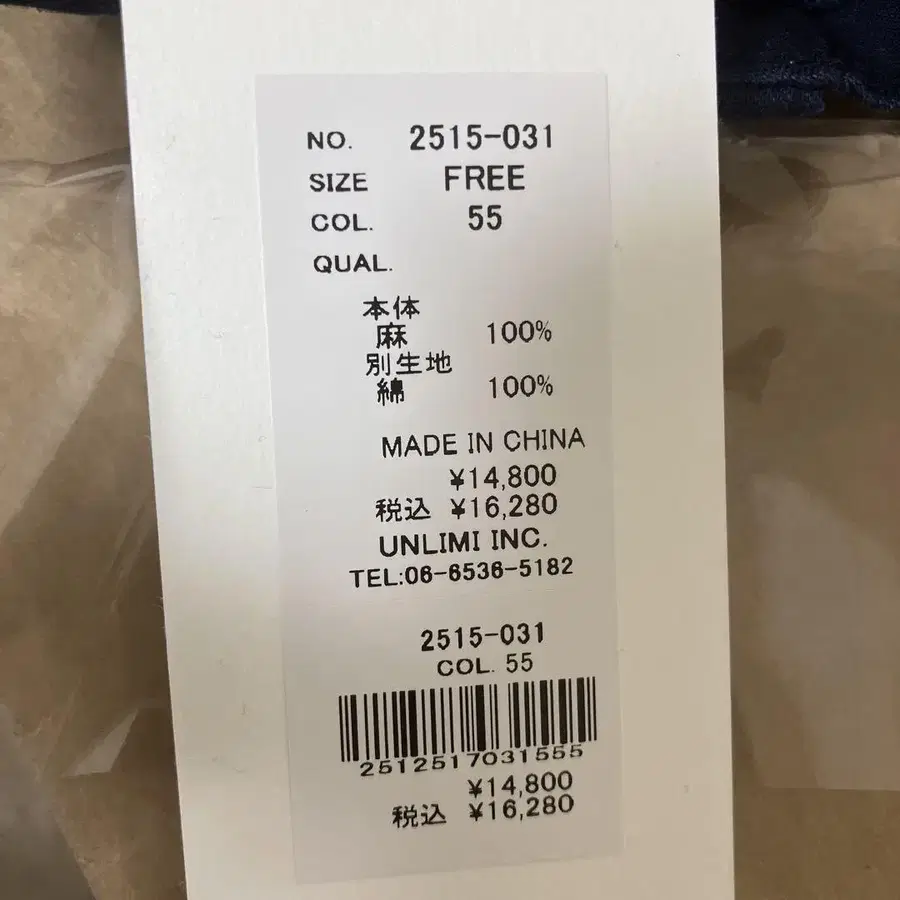 NO. 2515-031
SIZE FREE
COL. 55
QUAL.
本体
麻 100%
別生地
綿 100%
MADE IN CHINA
¥14,800
税込 ¥16,280
UNLIMI INC.
TEL:06-6536-5182
2515-031
COL. 55
2512517031555
¥14,800
税込 ¥16,280